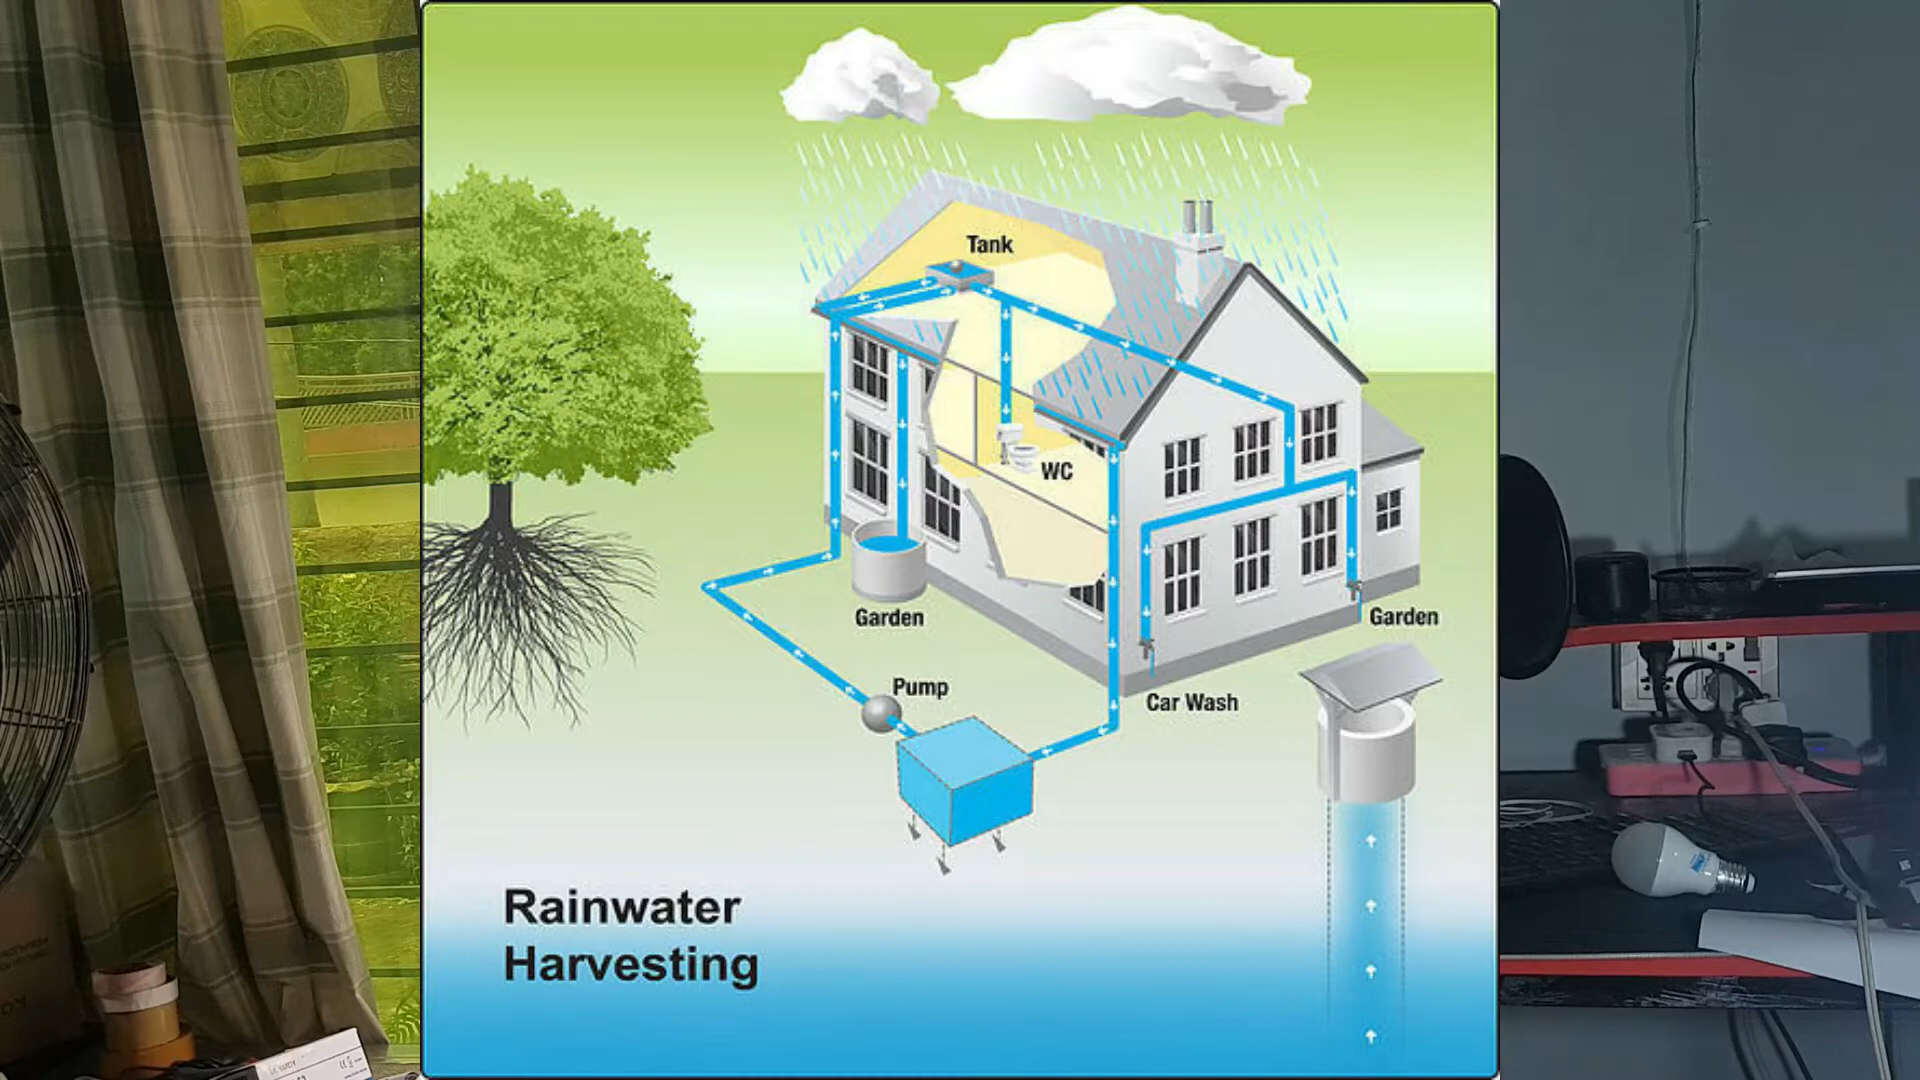 Tank
WC
Garden
Garden
Pump
Car Wash
Rainwater
Harvesting